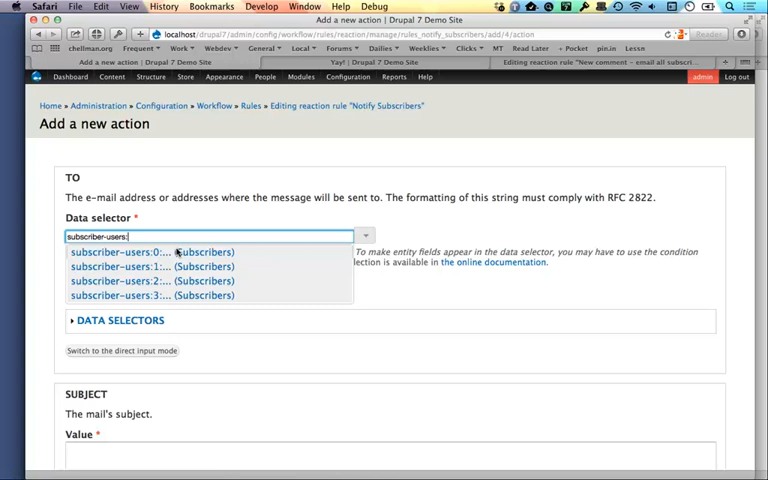 Safari File Edit View History Bookmarks Develop Window Help Debug
Add a new action | Drupal 7 Demo Site
localhost/drupal7/admin/config/workflow/rules/reaction/manage/rules_notify_subscribers/add/4/action
Reader
chellman.org Frequent Work Webdev General Local Forums Dailies Weeklies Clicks MT Read Later + Pocket pin.in Lessn
Add a new action | Drupal 7 Demo Site Yay! | Drupal 7 Demo Site Editing reaction rule "New comment – email all subscri...
Dashboard Content Structure Store Appearance People Modules Configuration Reports Help admin Log out
Home » Administration » Configuration » Workflow » Rules » Editing reaction rule "Notify Subscribers"
Add a new action
TO
The e-mail address or addresses where the message will be sent to. The formatting of this string must comply with RFC 2822.
Data selector *
subscriber-users:
subscriber-users:0:... (Subscribers) To make entity fields appear in the data selector, you may have to use the condition
subscriber-users:1:... (Subscribers) lection is available in the online documentation.
subscriber-users:2:... (Subscribers)
subscriber-users:3:... (Subscribers)
DATA SELECTORS
Switch to the direct input mode
SUBJECT
The mail's subject.
Value *